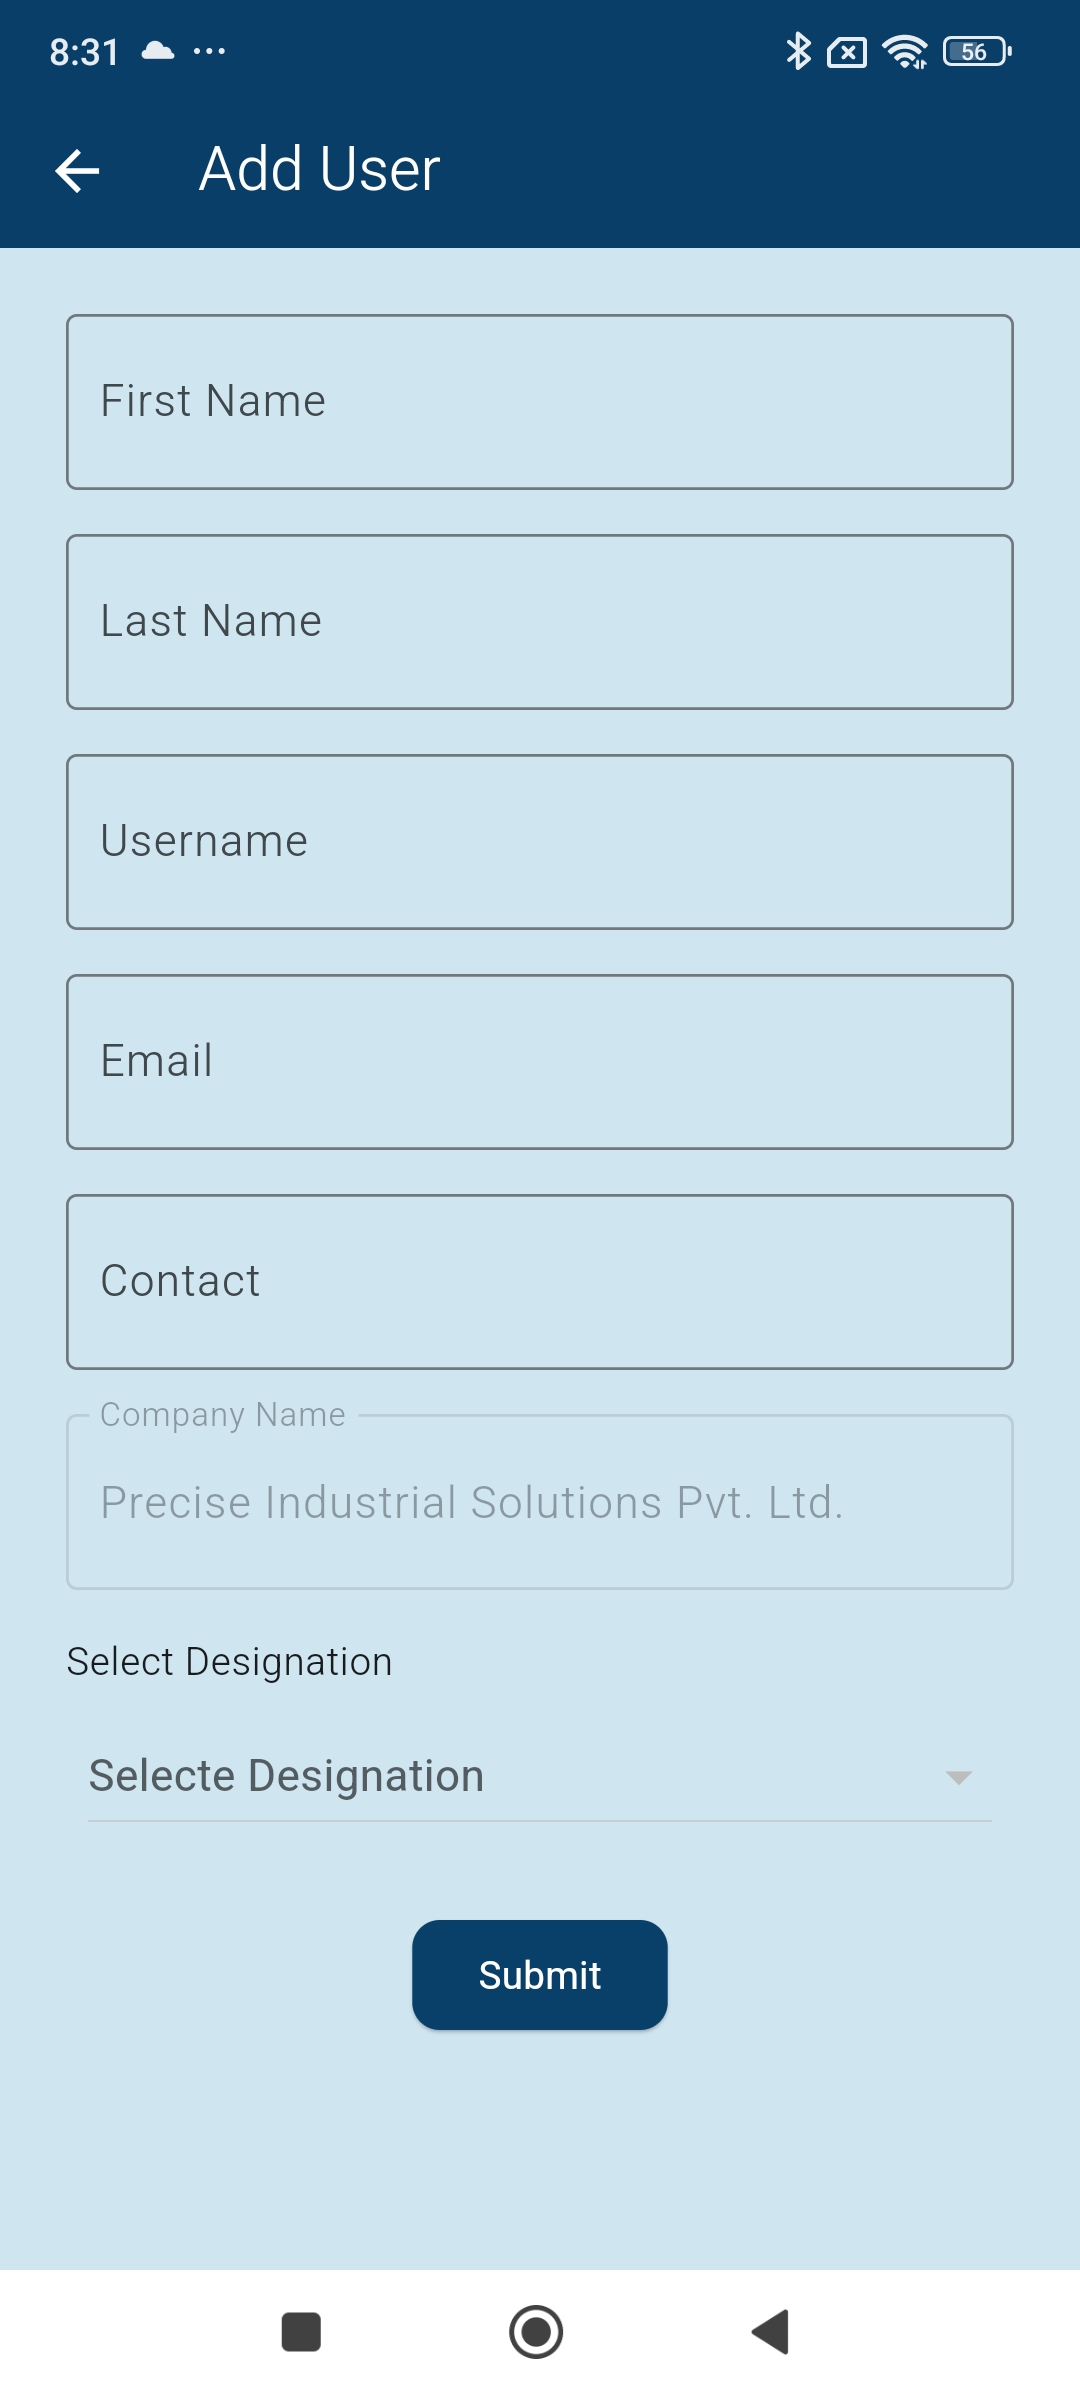 8:31
56
Add User
First Name
Last Name
Username
Email
Contact
Company Name
Precise Industrial Solutions Pvt. Ltd.
Select Designation
Selecte Designation
Submit